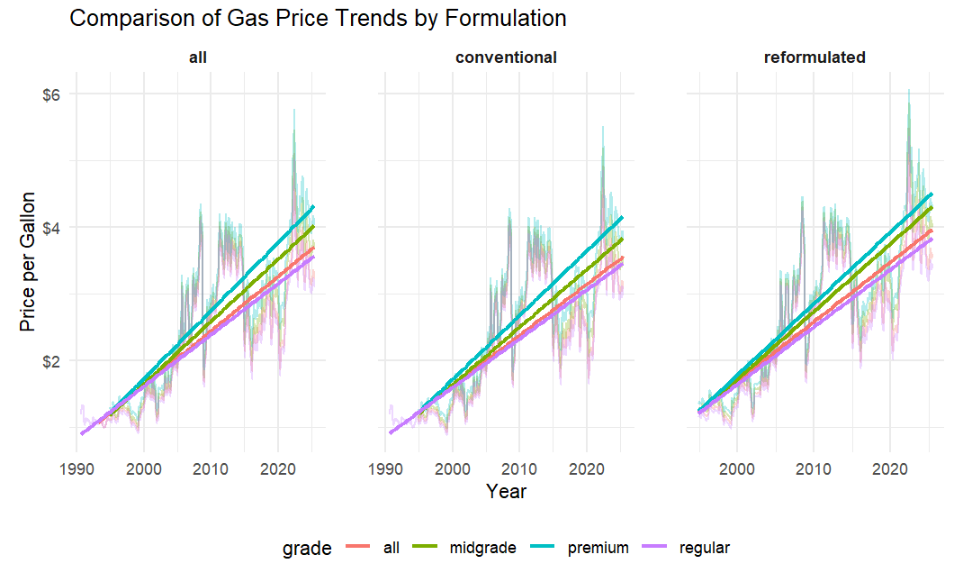 Comparison of Gas Price Trends by Formulation
all conventional reformulated
$6
$4
$2
Price per Gallon
1990 2000 2010 2020 1990 2000 2010 2020 2000 2010 2020
Year
grade all midgrade premium regular